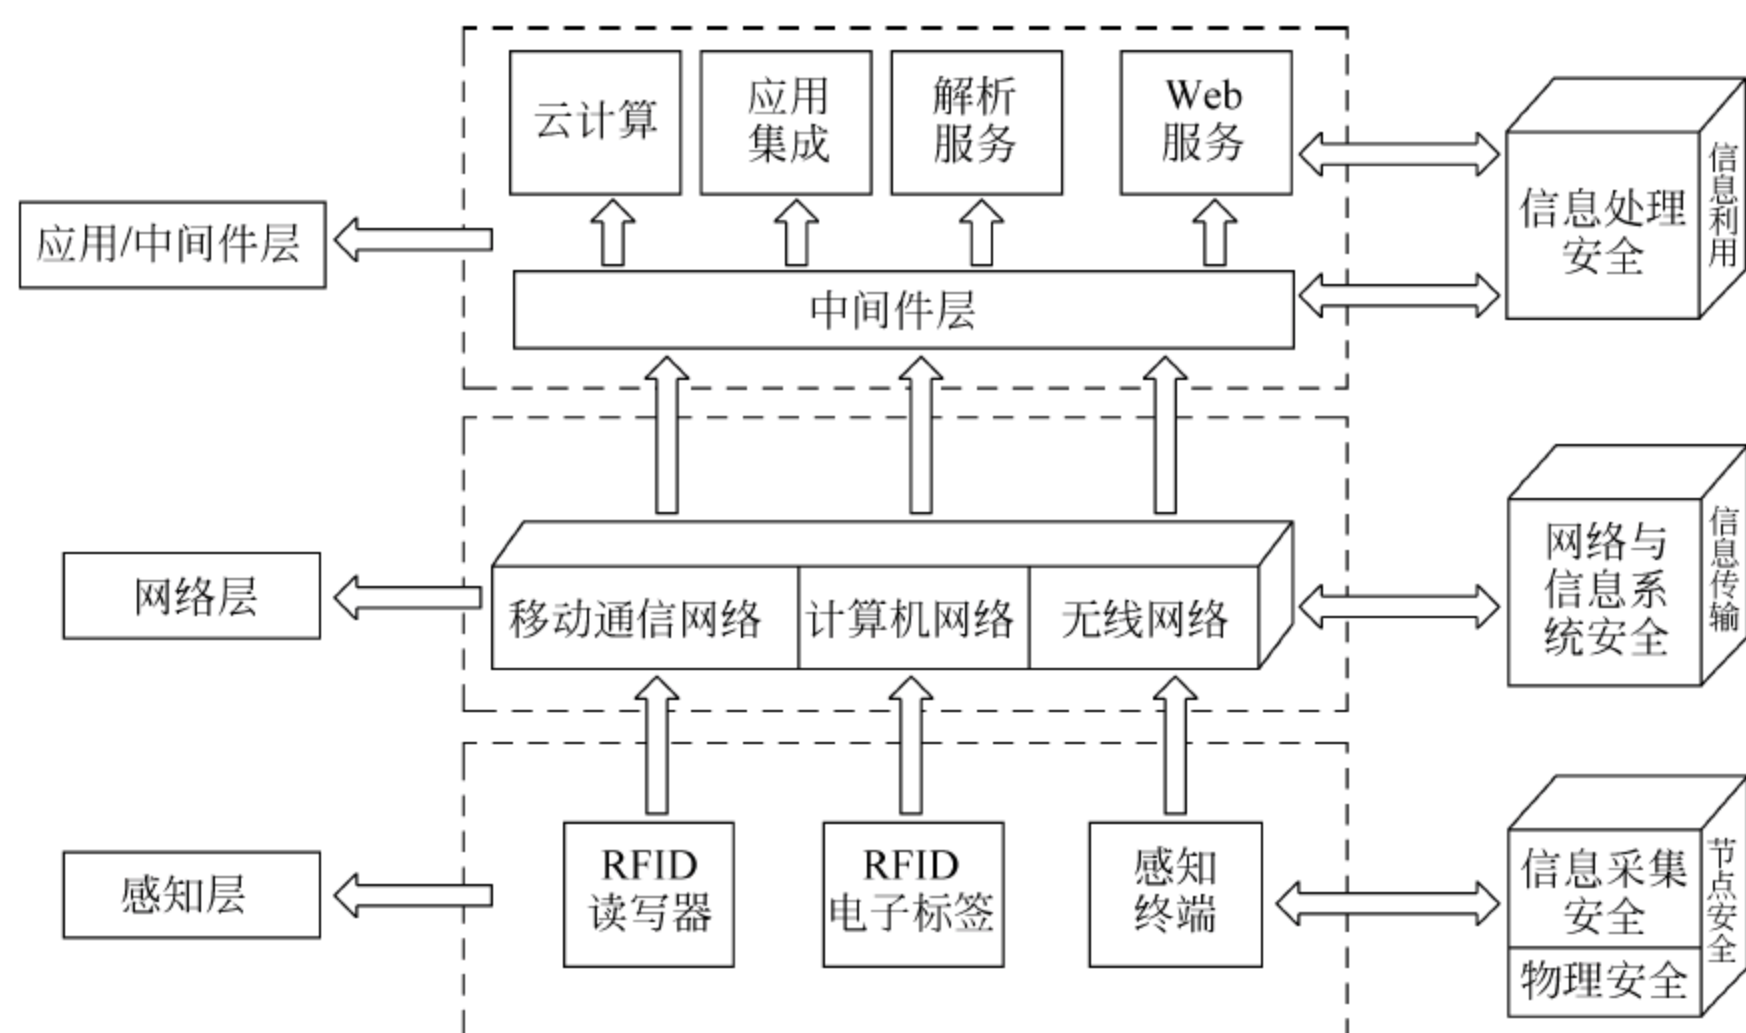 云计算
应用
集成
解析
服务
Web
服务
信息处理
安全
信息利用
应用/中间件层
中间件层
网络层
移动通信网络
计算机网络
无线网络
网络与
信息系
统安全
信息传输
感知层
RFID
读写器
RFID
电子标签
感知
终端
信息采集
安全
物理安全
节点安全